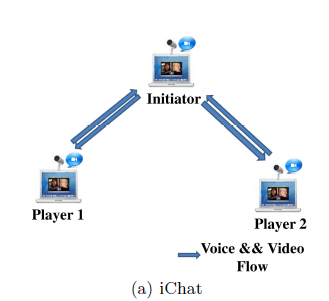 Initiator
Player 1
Player 2
Voice && Video
Flow
(a) iChat